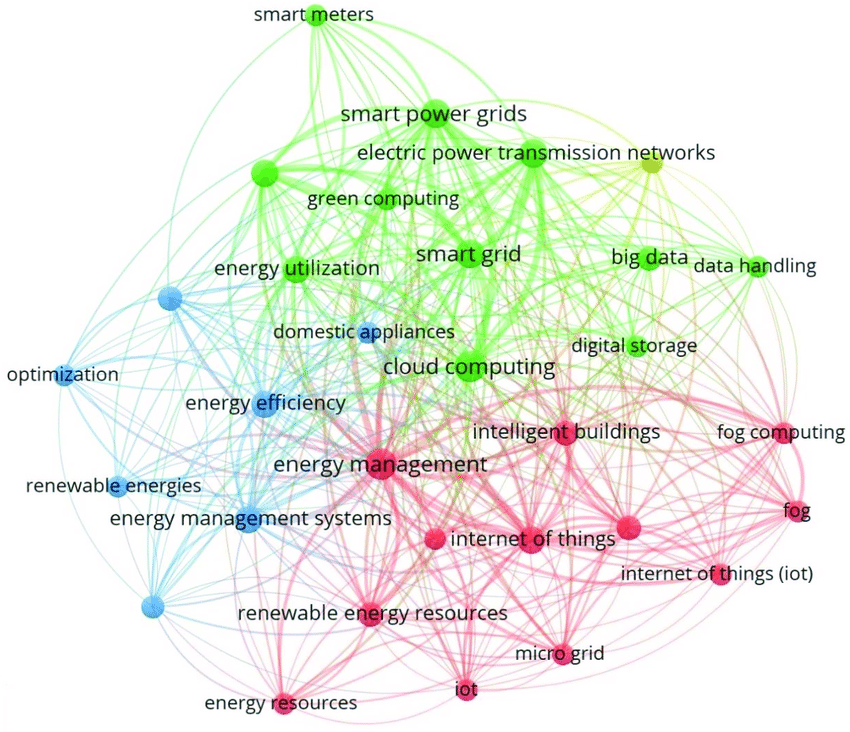 smart meters
smart power grids
electric power transmission networks
green computing
smart grid
big data
data handling
energy utilization
domestic appliances
digital storage
cloud computing
optimization
energy efficiency
intelligent buildings
fog computing
energy management
renewable energies
fog
energy management systems
internet of things
internet of things (iot)
renewable energy resources
micro grid
iot
energy resources